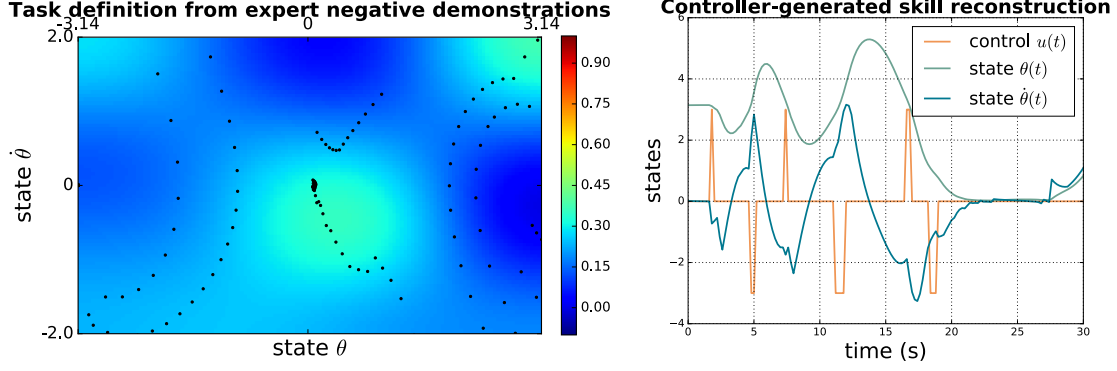 Task definition from expert negative demonstrations
-3.14 0 3.14
2.0
0
-2.0
state θ̇
state θ
0.90
0.75
0.60
0.45
0.30
0.15
0.00
Controller-generated skill reconstruction
6
4
2
0
−2
−4
states
control u(t)
state θ(t)
state θ̇(t)
0 5 10 15 20 25 30
time (s)